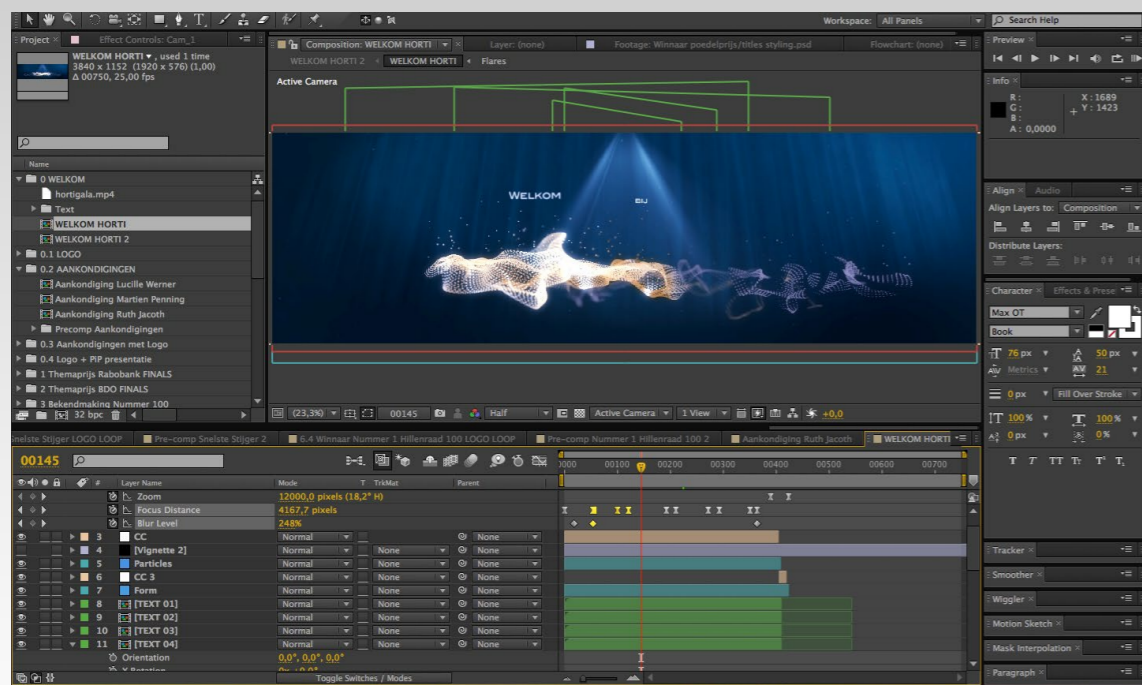 Workspace: All Panels
Search Help
Project
Effect Controls: Cam_1
WELKOM HORTI, used 1 time
3840 x 1152 (1920 x 576) (1,00)
Δ 00750, 25,00 fps
Name
0 WELKOM
hortigala.mp4
Text
WELKOM HORTI
WELKOM HORTI 2
0.1 LOGO
0.2 AANKONDIGINGEN
Aankondiging Lucille Werner
Aankondiging Martien Penning
Aankondiging Ruth Jacoth
Precomp Aankondigingen
0.3 Aankondigingen met Logo
0.4 Logo + PiP presentatie
1 Themaprijs Rabobank FINALS
2 Themaprijs BDO FINALS
3 Bekendmaking Nummer 100
32 bpc
Composition: WELKOM HORTI
Layer: (none)
Footage: Winnaar poedelprijs/titles styling.psd
Flowchart: (none)
WELKOM HORTI 2
WELKOM HORTI
Flares
Active Camera
WELKOM
BIJ
(23,3%)
00145
Half
Active Camera
1 View
+0,0
Preview
Info
R:
G:
B:
A: 0,0000
X: 1689
Y: 1423
Align
Audio
Align Layers to: Composition
Distribute Layers:
Character
Effects & Prese
Max OT
Book
76 px
50 px
Metrics
21
0 px
Fill Over Stroke
100%
100%
0 px
0%
T T TT Tr T¹ T₁
Tracker
Smoother
Wiggler
Motion Sketch
Mask Interpolation
Paragraph
nelste Stijger LOGO LOOP
Pre-comp Snelste Stijger 2
6.4 Winnaar Nummer 1 Hillenraad 100 LOGO LOOP
Pre-comp Nummer 1 Hillenraad 100 2
Aankondiging Ruth Jacoth
WELKOM HORTI
00145
0000 00100 00200 00300 00400 00500 00600 00700
# Layer Name Mode T TrkMat Parent
Zoom 12000,0 pixels (18,2° H)
Focus Distance 4167,7 pixels
Blur Level 248%
3 CC Normal None
4 [Vignette 2] Normal None None
5 Particles Normal None None
6 CC 3 Normal None None
7 Form Normal None None
8 [TEXT 01] Normal None None
9 [TEXT 02] Normal None None
10 [TEXT 03] Normal None None
11 [TEXT 04] Normal None None
Orientation 0,0°, 0,0°, 0,0°
X Rotation 0x +0,0°
Toggle Switches / Modes